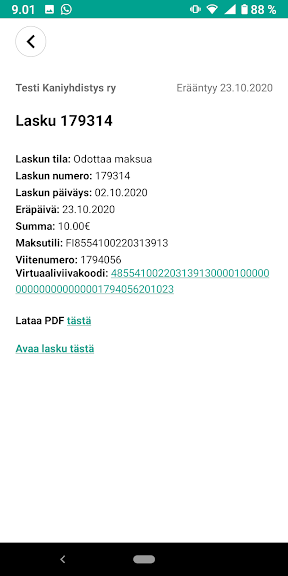 9.01 88 %
Testi Kaniyhdistys ry Erääntyy 23.10.2020
Lasku 179314
Laskun tila: Odottaa maksua
Laskun numero: 179314
Laskun päiväys: 02.10.2020
Eräpäivä: 23.10.2020
Summa: 10.00€
Maksutili: FI8554100220313913
Viitenumero: 1794056
Virtuaaliviivakoodi: 485541002203139130000100000
000000000000001794056201023
Lataa PDF tästä
Avaa lasku tästä